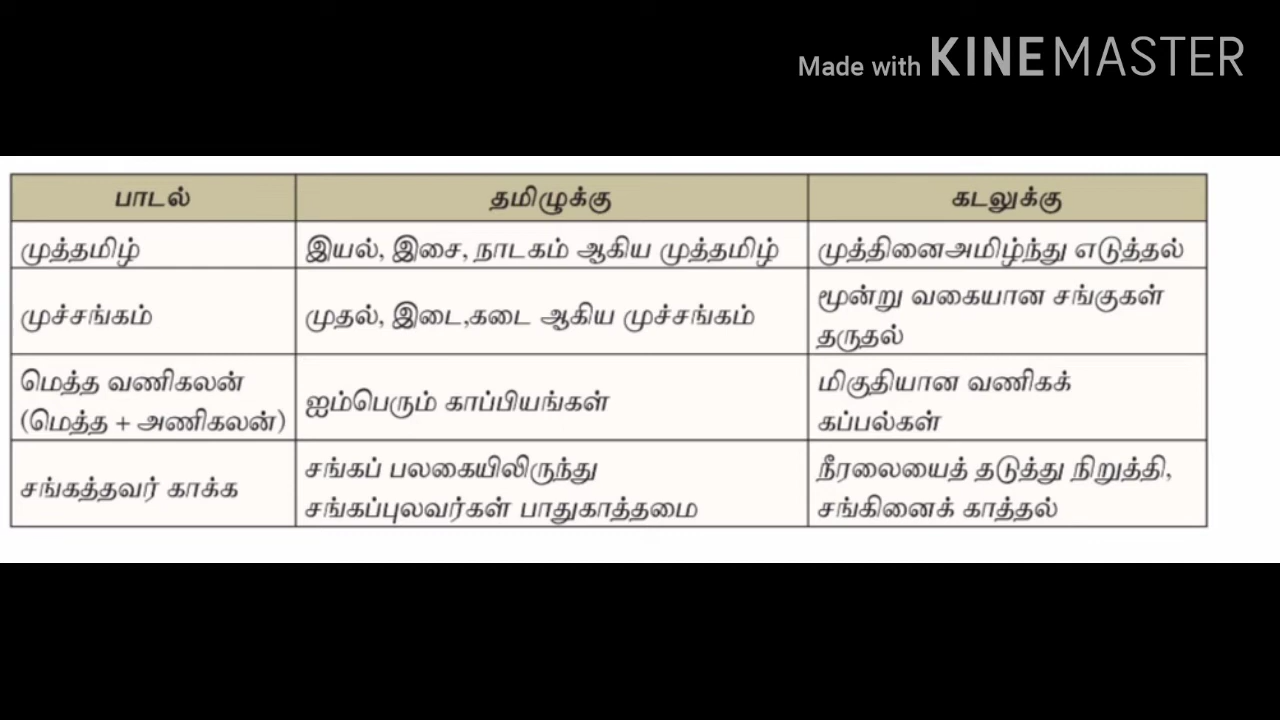 Made with KINEMASTER
பாடல் தமிழுக்கு கடலுக்கு
முத்தமிழ் இயல், இசை, நாடகம் ஆகிய முத்தமிழ் முத்தினைஅமிழ்ந்து எடுத்தல்
முச்சங்கம் முதல், இடை,கடை ஆகிய முச்சங்கம் மூன்று வகையான சங்குகள்
தருதல்
மெத்த வணிகலன்
(மெத்த + அணிகலன்) ஐம்பெரும் காப்பியங்கள் மிகுதியான வணிகக்
கப்பல்கள்
சங்கத்தவர் காக்க சங்கப் பலகையிலிருந்து
சங்கப்புலவர்கள் பாதுகாத்தமை நீரலையைத் தடுத்து நிறுத்தி,
சங்கினைக் காத்தல்